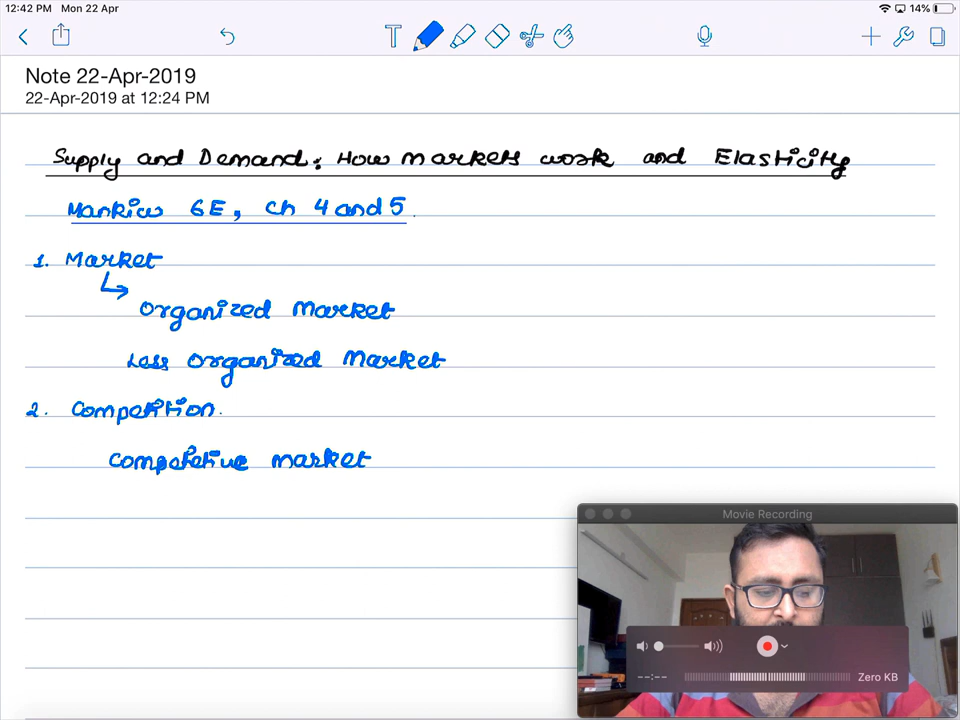 12:42 PM Mon 22 Apr 14%
T
Note 22-Apr-2019
22-Apr-2019 at 12:24 PM
Supply and Demand: How markets work and Elasticity
Mankiw 6E, Ch 4 and 5.
1. Market
Organized Market
Less organized Market
2. Competition.
Competetive market
Movie Recording
--:-- Zero KB